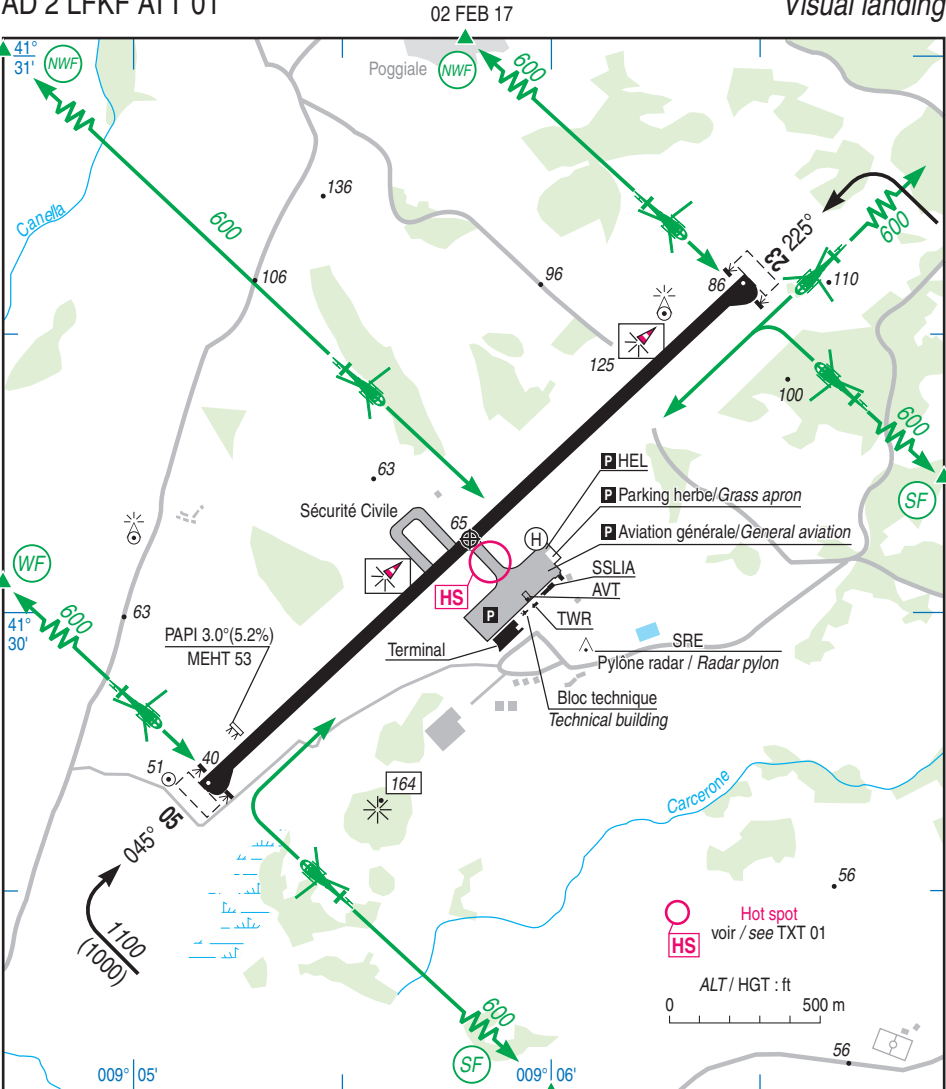 AD 2 LFKF ATT 01
02 FEB 17
Visual landing
41°
31'
NWF
Poggiale
NWF
600
136
Canella
600
600
23 225°
106
96
86
110
125
100
600
63
HEL
SF
Parking herbe/Grass apron
P
P
Sécurité Civile
65
H
P
Aviation générale/General aviation
WF
SSLIA
HS
AVT
600
63
P
TWR
41°
30'
PAPI 3.0°(5.2%)
MEHT 53
Terminal
SRE
Pylône radar / Radar pylon
Bloc technique
Technical building
51
40
164
Carcerone
045° 05
56
1100
(1000)
Hot spot
HS
voir / see TXT 01
ALT / HGT : ft
0
500 m
600
SF
56
009° 05'
009° 06'